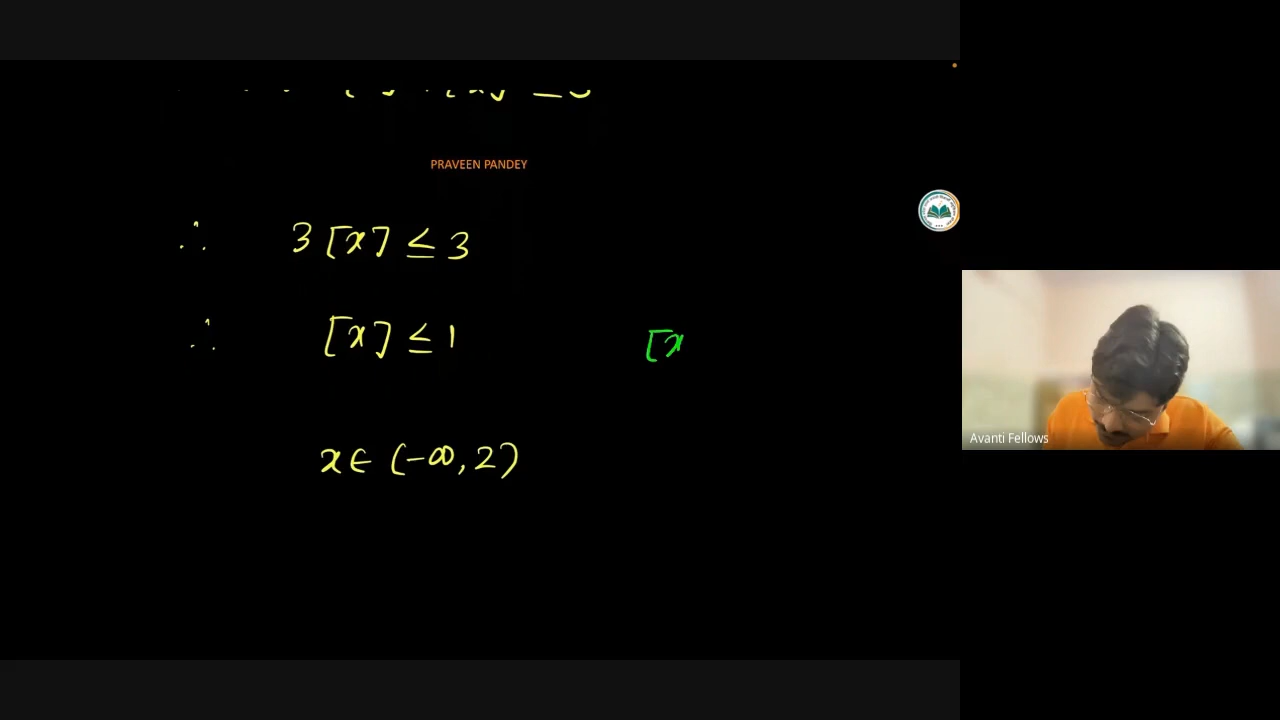 PRAVEEN PANDEY
∴ 3 [x] ≤ 3
∴ [x] ≤ 1
[x
x ∈ (-∞, 2)
Avanti Fellows